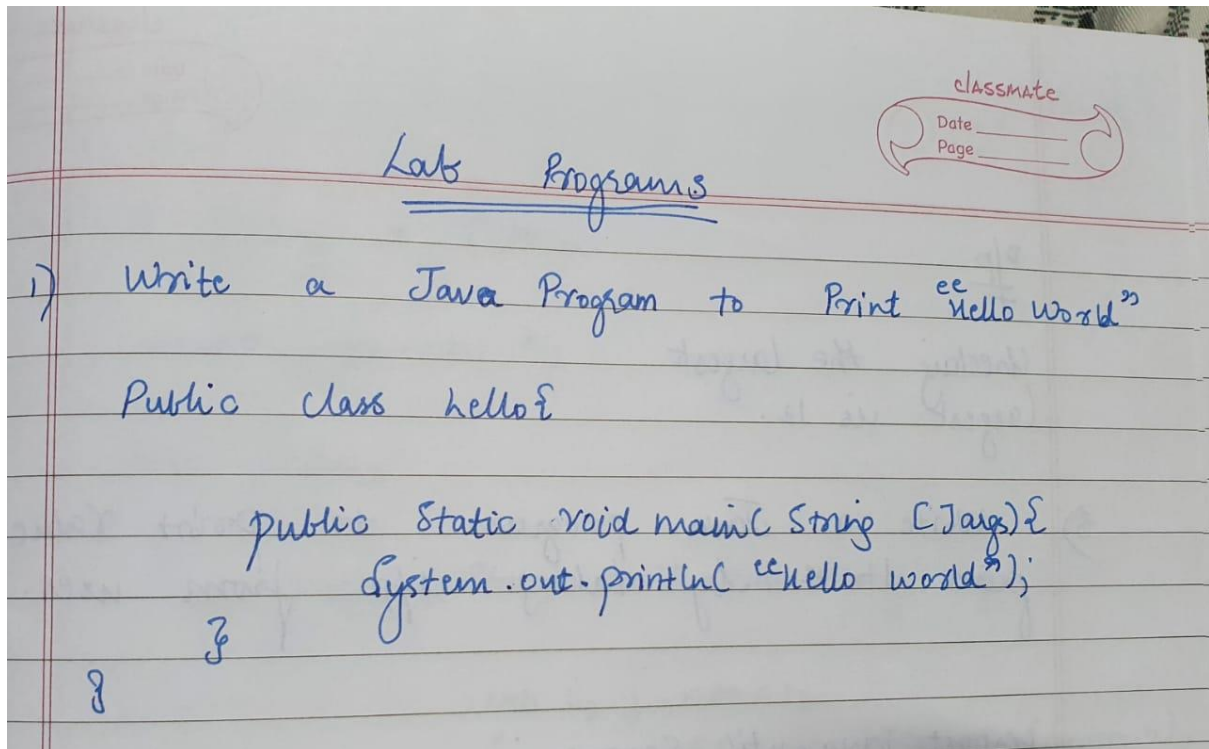 classmate
Date
Page
Lab Programs
1) Write a Java Program to Print “Hello World”
Public class hello{
public static void main( String []args){
System.out.println( “Hello world”);
}
}